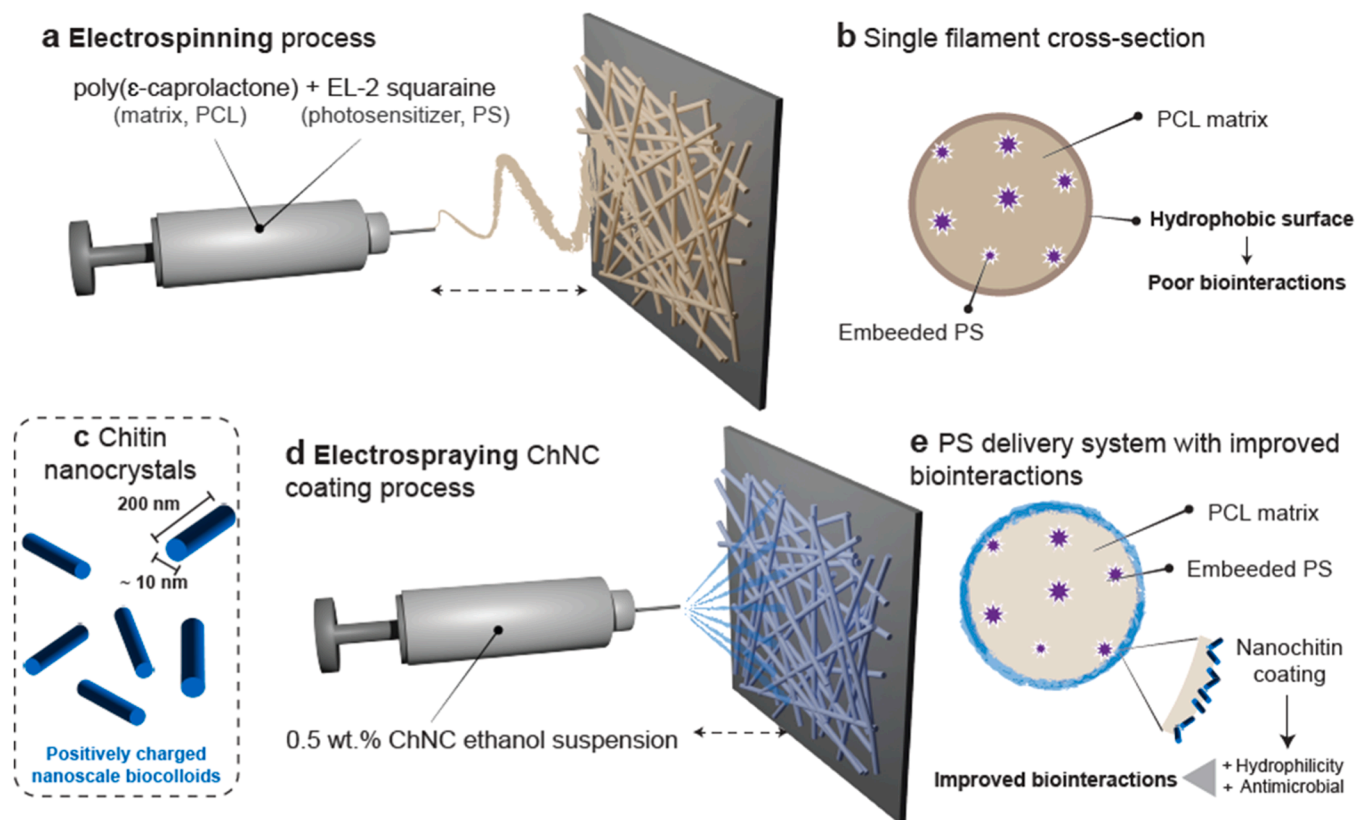 a Electrospinning process
poly(ε-caprolactone) + EL-2 squaraine
(matrix, PCL) (photosensitizer, PS)
b Single filament cross-section
PCL matrix
Hydrophobic surface
Poor biointeractions
Embeeded PS
c Chitin
nanocrystals
200 nm
~ 10 nm
Positively charged
nanoscale biocolloids
d Electrospraying ChNC
coating process
0.5 wt.% ChNC ethanol suspension
e PS delivery system with improved
biointeractions
PCL matrix
Embeeded PS
Nanochitin
coating
+ Hydrophilicity
+ Antimicrobial
Improved biointeractions